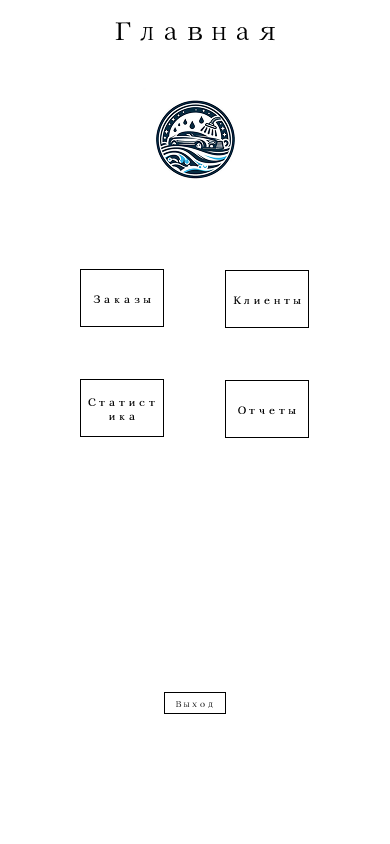 Главная
Заказы
Клиенты
Статист
ика
Отчеты
Выход